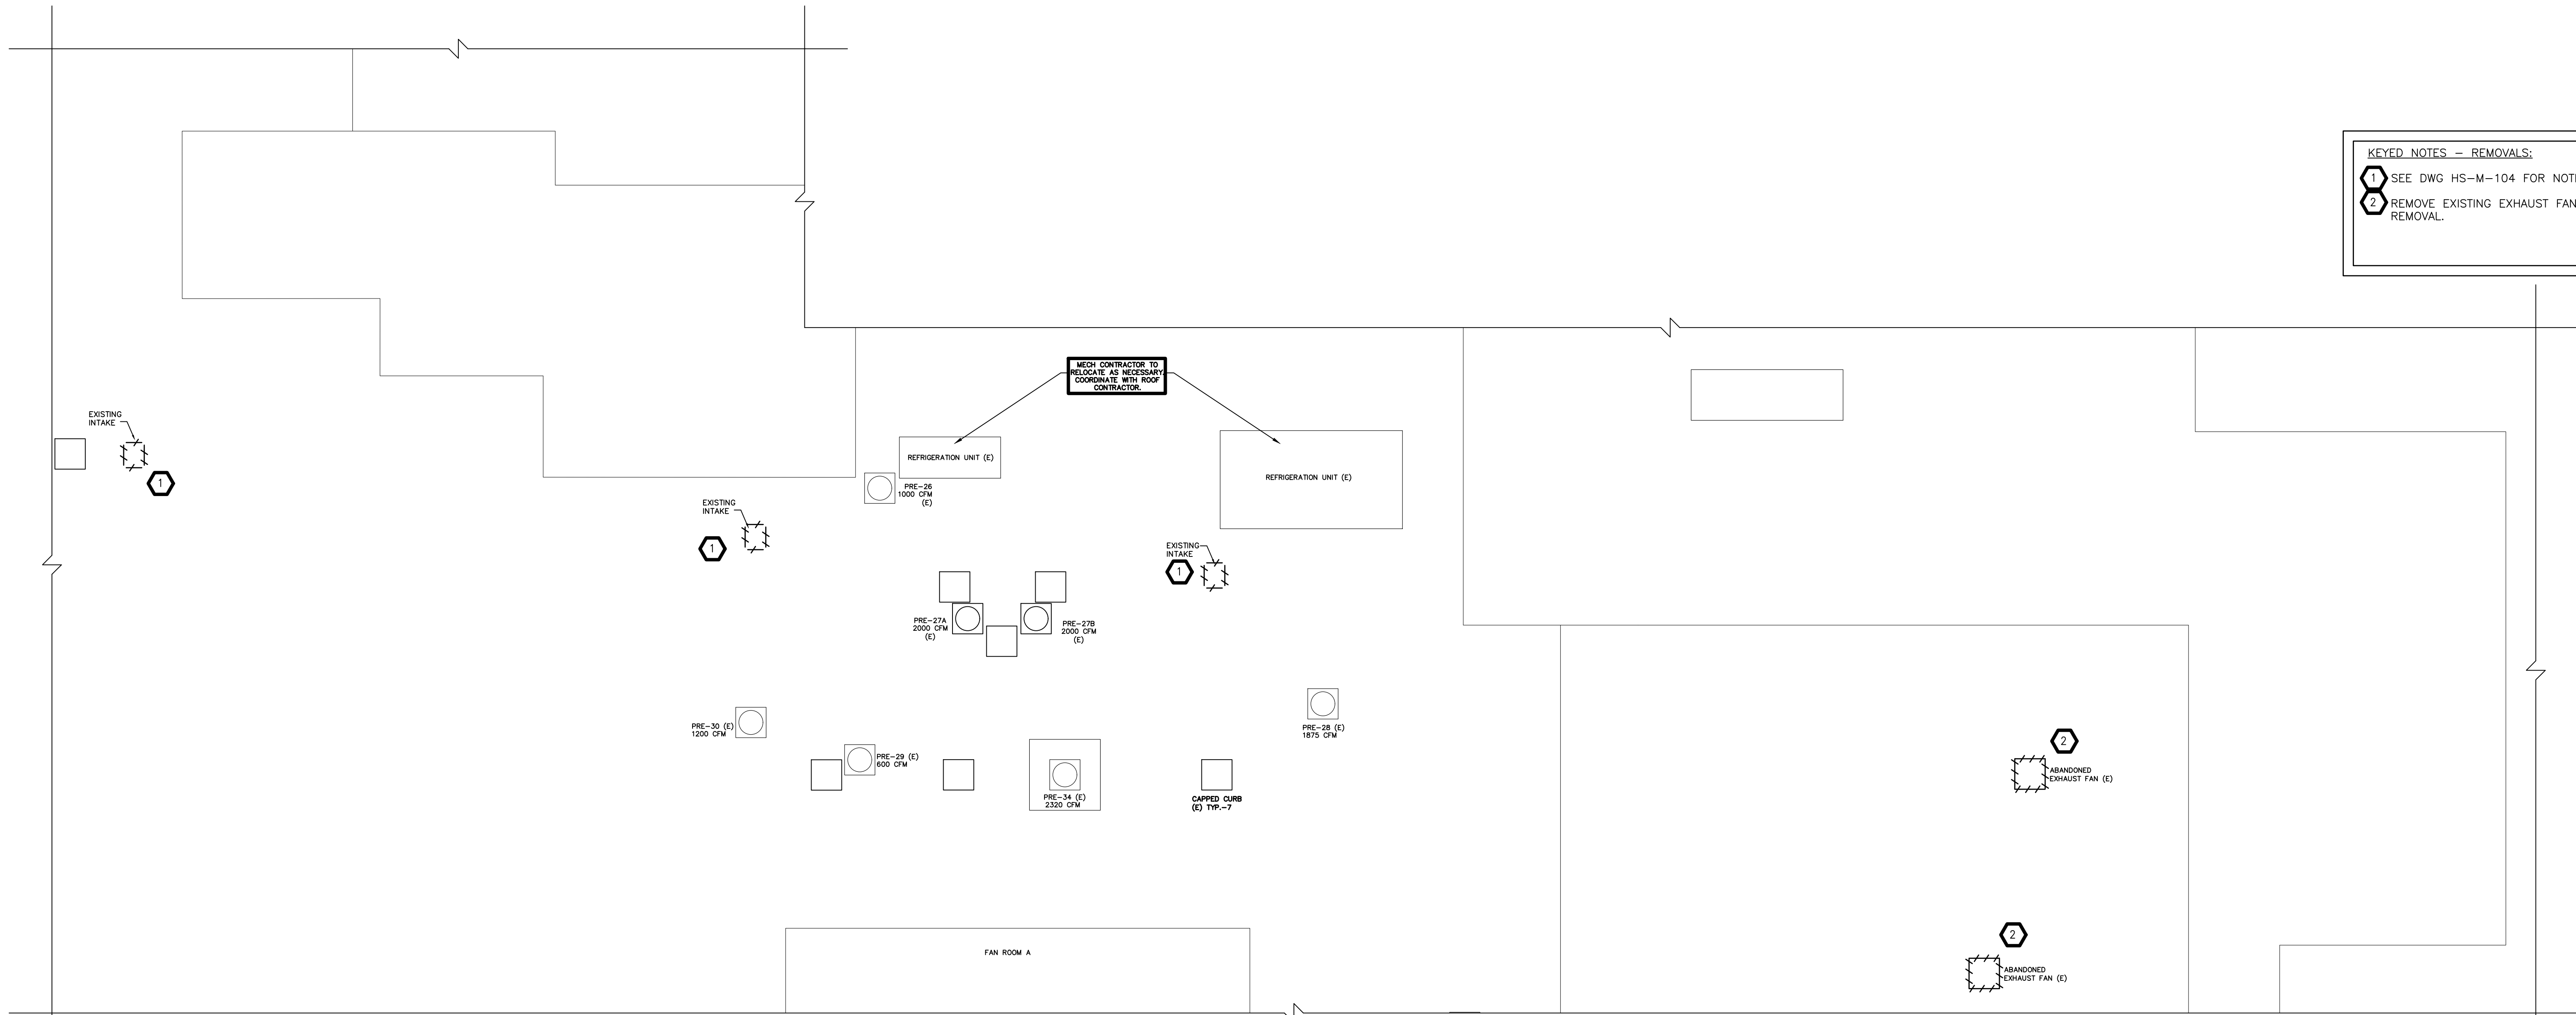 KEYED NOTES - REMOVALS:
1 SEE DWG HS-M-104 FOR
2 REMOVE EXISTING EXHAUST FAN
REMOVAL.
MECH CONTRACTOR TO
RELOCATE AS NECESSARY.
COORDINATE WITH ROOF
CONTRACTOR.
EXISTING
INTAKE
1
REFRIGERATION UNIT (E)
REFRIGERATION UNIT (E)
PRE-26
1000 CFM
(E)
EXISTING
INTAKE
1
EXISTING
INTAKE
1
PRE-27A
2000 CFM
(E)
PRE-27B
2000 CFM
(E)
PRE-30 (E)
1200 CFM
PRE-29 (E)
600 CFM
PRE-34 (E)
2320 CFM
CAPPED CURB
(E) TYP.-7
PRE-28 (E)
1875 CFM
2
ABANDONED
EXHAUST FAN (E)
2
ABANDONED
EXHAUST FAN (E)
FAN ROOM A